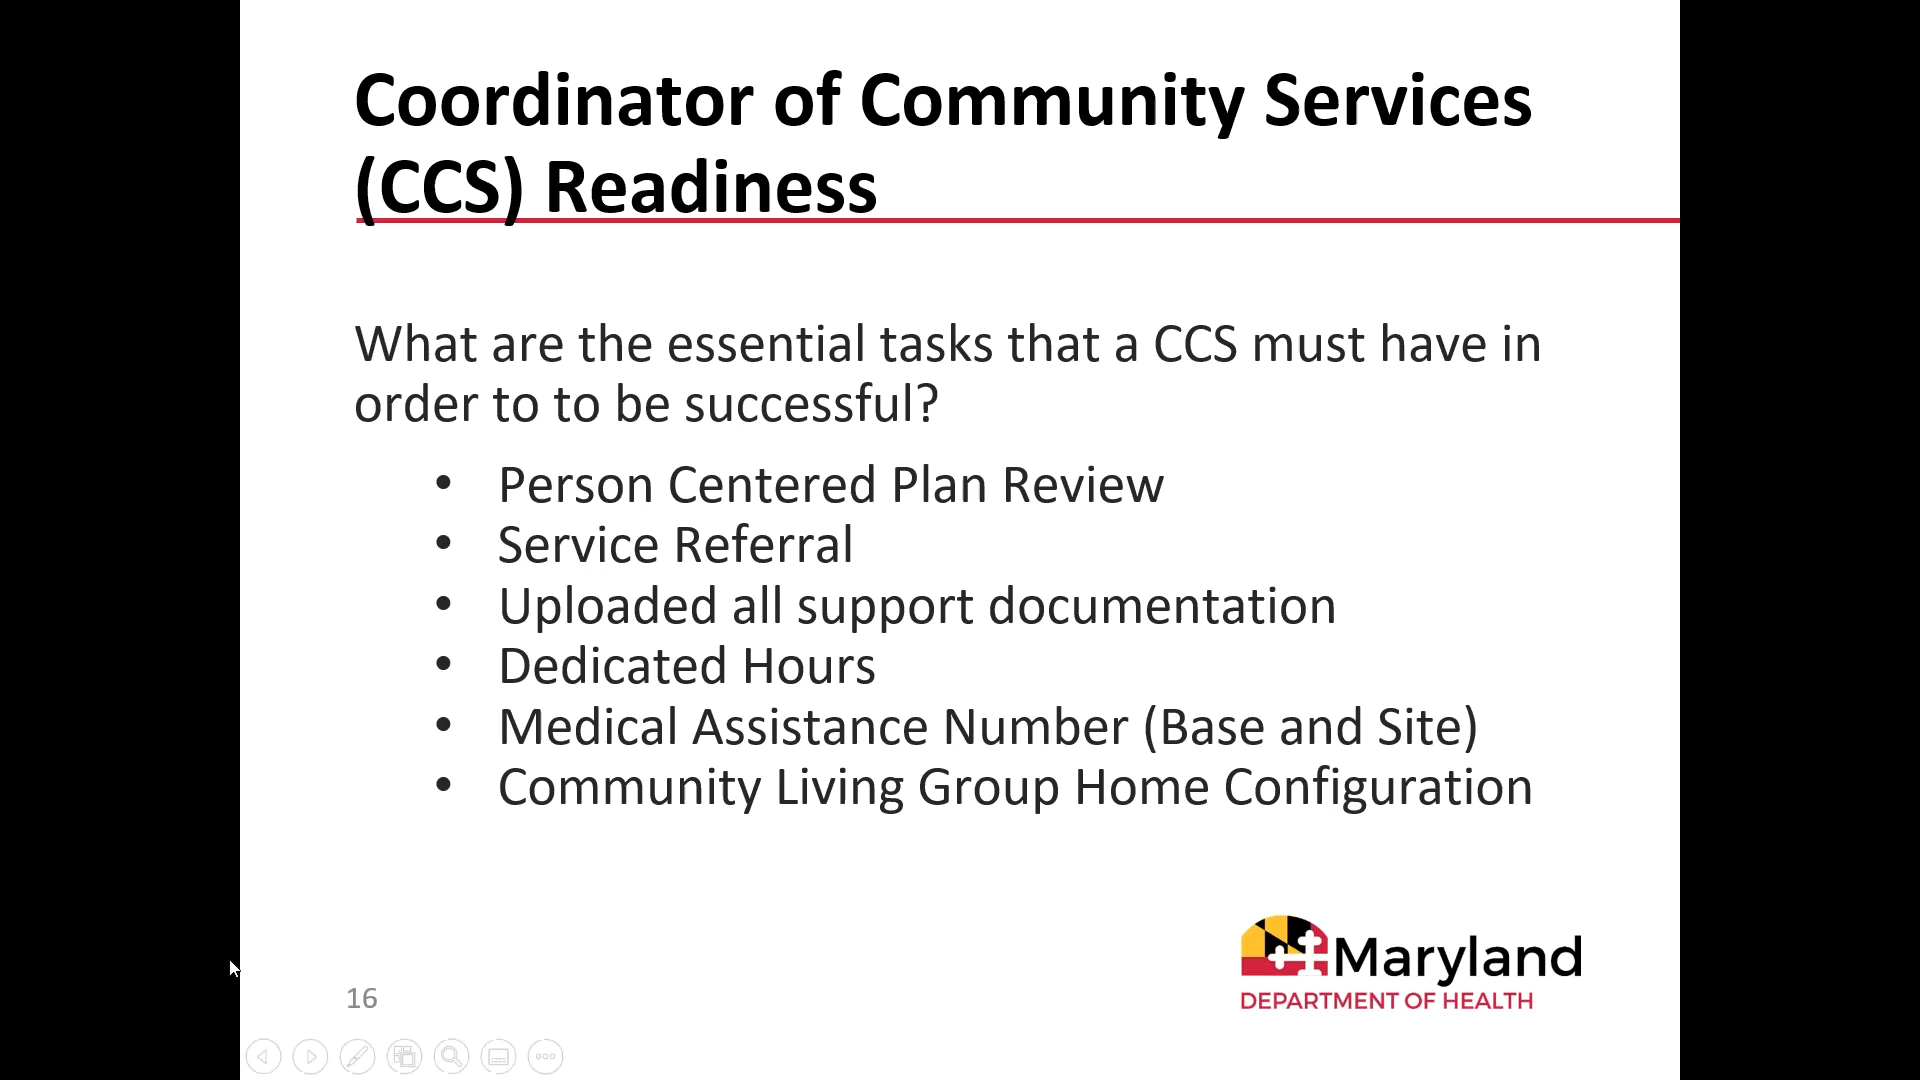 Coordinator of Community Services
(CCS) Readiness
What are the essential tasks that a CCS must have in
order to to be successful?
• Person Centered Plan Review
• Service Referral
• Uploaded all support documentation
• Dedicated Hours
• Medical Assistance Number (Base and Site)
• Community Living Group Home Configuration
Maryland
DEPARTMENT OF HEALTH
16